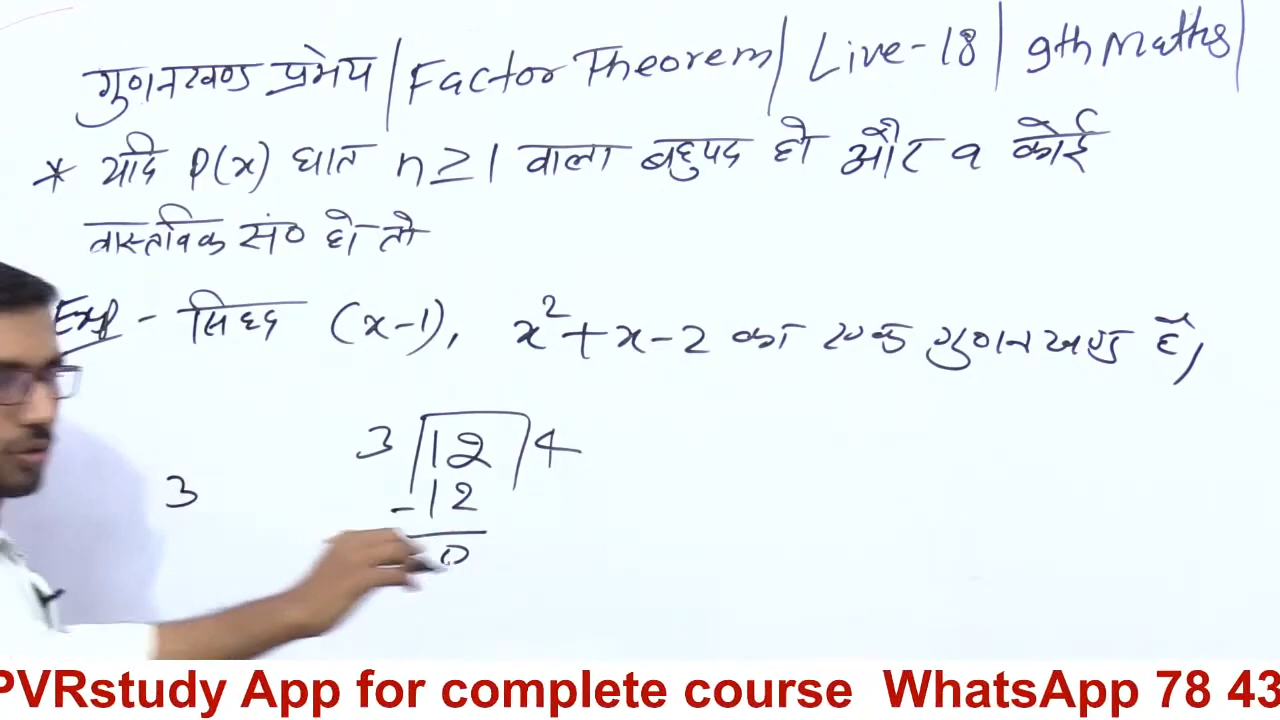 गुणनखण्ड प्रमेय | Factor Theorem | Live-18 | 9th Maths |
* यदि P(x) घात n ≥ 1 वाला बहुपद हो और a कोई
वास्तविक सं० हो तो
Exp - सिध्द (x-1), x²+x-2 का एक गुणनखण्ड है,
3 12 4
3
-12
0
PVRstudy App for complete course WhatsApp 78 43